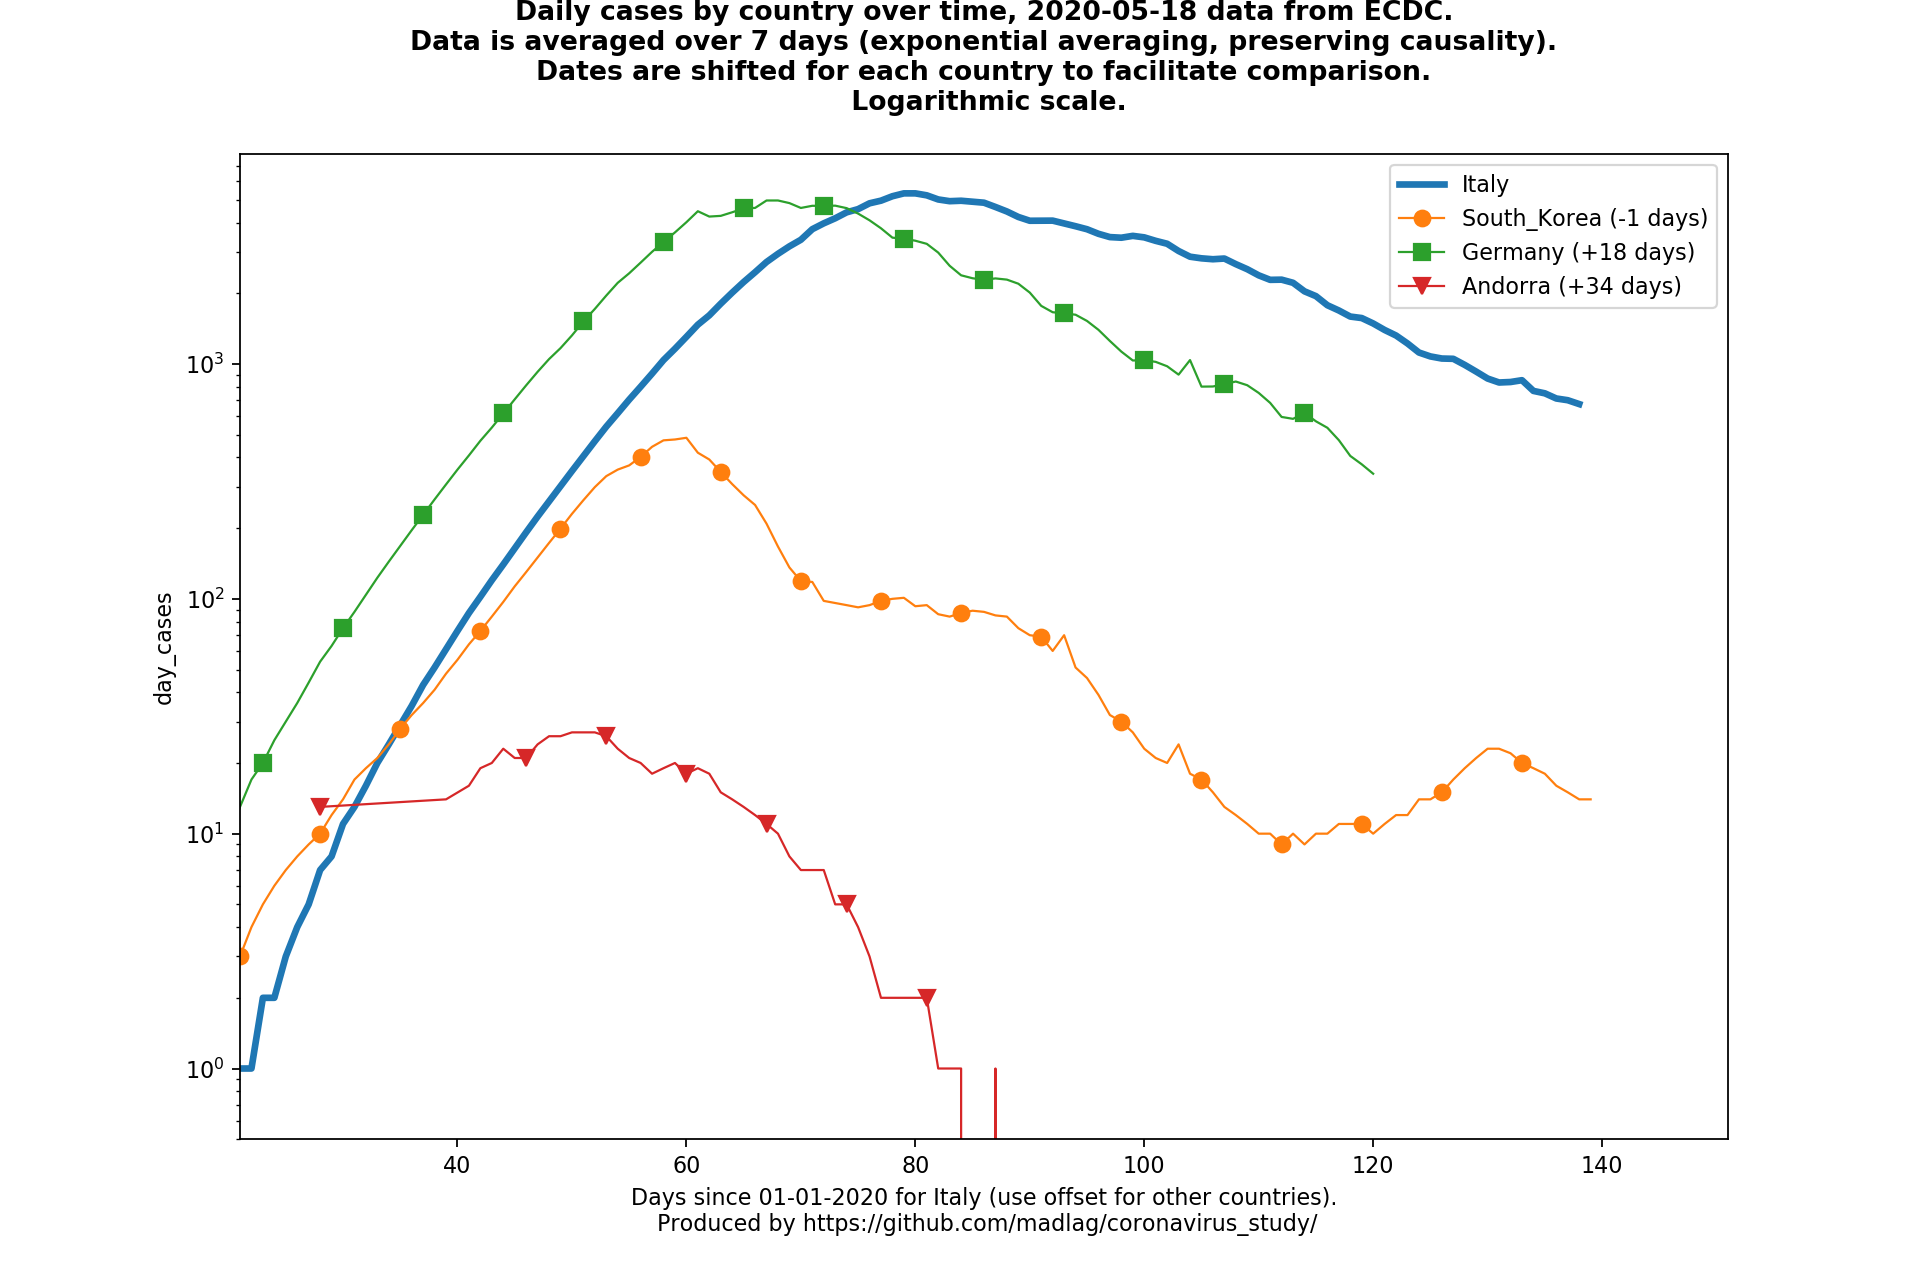 Daily cases by country over time, 2020-05-18 data from ECDC.
Data is averaged over 7 days (exponential averaging, preserving causality).
Dates are shifted for each country to facilitate comparison.
Logarithmic scale.
Italy
South_Korea (-1 days)
Germany (+18 days)
Andorra (+34 days)
10³
10²
10¹
10⁰
day_cases
40 60 80 100 120 140
Days since 01-01-2020 for Italy (use offset for other countries).
Produced by https://github.com/madlag/coronavirus_study/